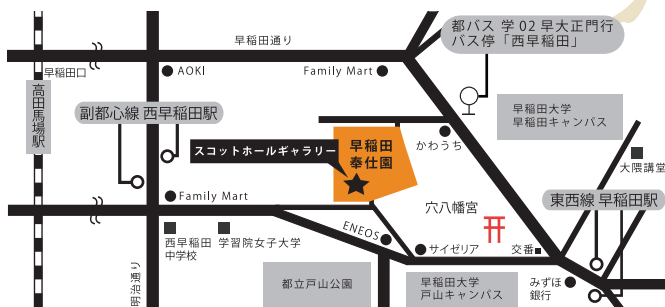 都バス 学02 早大正門行
バス停「西早稲田」
早稲田通り
早稲田口
AOKI
Family Mart
高田馬場駅
副都心線 西早稲田駅
早稲田大学
早稲田キャンパス
かわうち
スコットホールギャラリー
早稲田
奉仕園
大隈講堂
Family Mart
穴八幡宮
東西線 早稲田駅
ENEOS
西早稲田
中学校
学習院女子大学
サイゼリア
交番
明治通り
都立戸山公園
早稲田大学
戸山キャンパス
みずほ
銀行